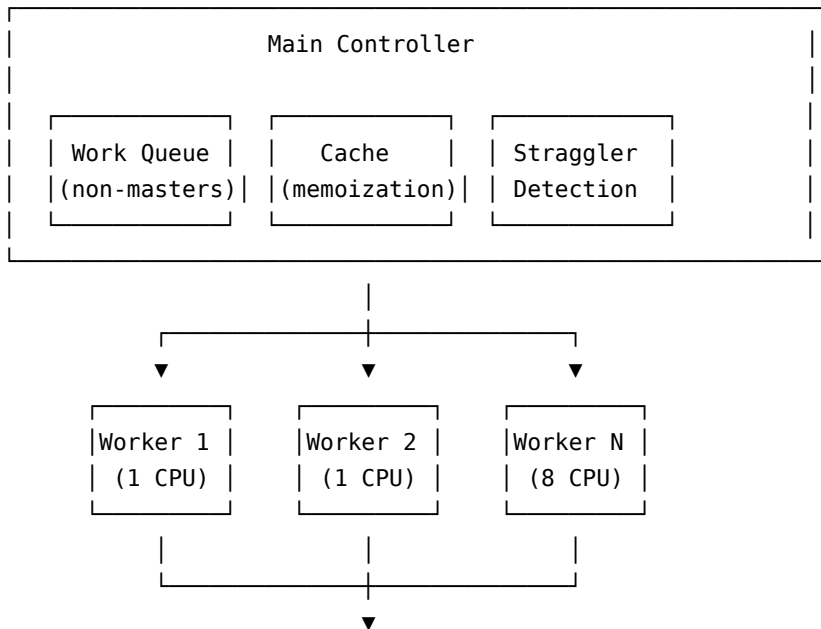 Main Controller
Work Queue Cache Straggler
(non-masters) (memoization) Detection
Worker 1 Worker 2 Worker N
(1 CPU) (1 CPU) (8 CPU)